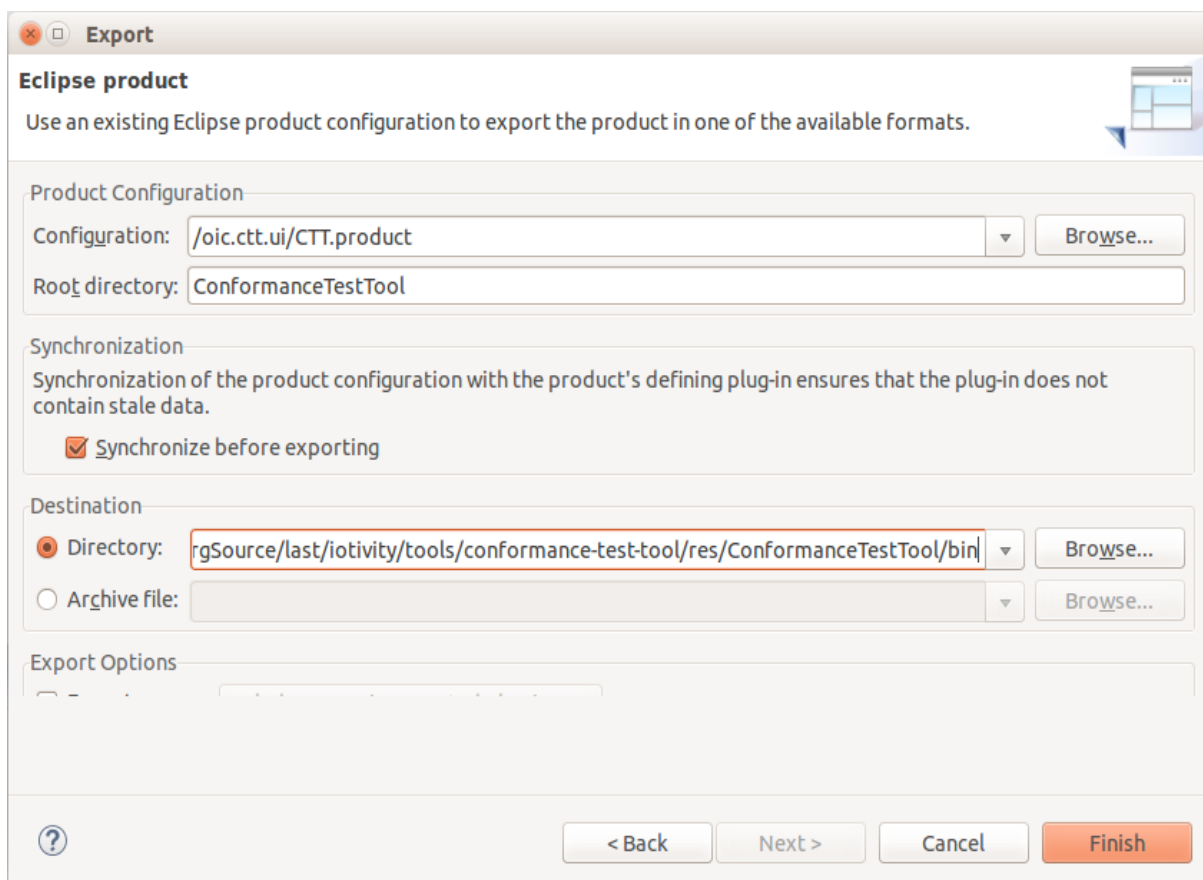 Export
Eclipse product
Use an existing Eclipse product configuration to export the product in one of the available formats.
Product Configuration
Configuration: /oic.ctt.ui/CTT.product Browse...
Root directory: ConformanceTestTool
Synchronization
Synchronization of the product configuration with the product's defining plug-in ensures that the plug-in does not
contain stale data.
Synchronize before exporting
Destination
Directory: rgSource/last/iotivity/tools/conformance-test-tool/res/ConformanceTestTool/bin Browse...
Archive file: Browse...
Export Options
< Back Next > Cancel Finish